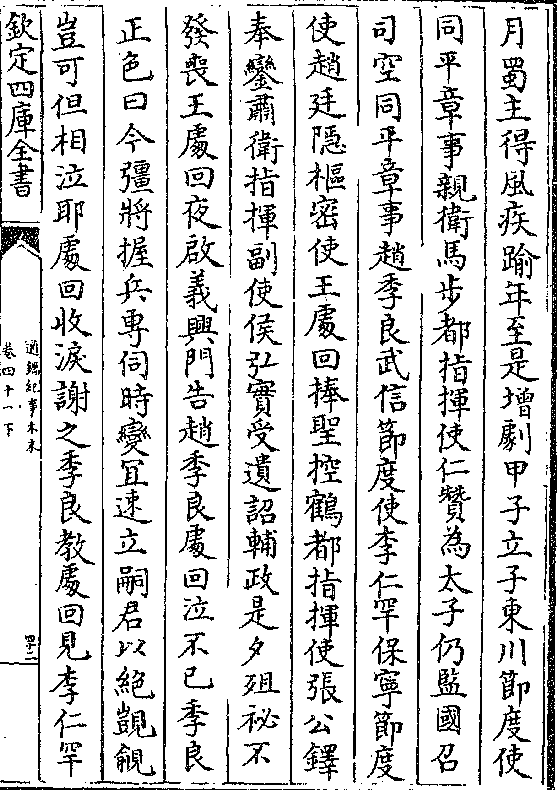 月蜀主得風疾踰年至是增劇甲子立子東川節度使
同平章事親衛馬步都指揮使仁贊為太子仍監國召
司空同平章事趙季良武信節度使李仁罕保寧節度
使趙廷隱樞密使王處回捧聖控鶴都指揮使張公鐸
奉鑾肅衛指揮副使侯弘實受遺詔輔政是夕殂祕不
發喪王處回夜啟義興門告趙季良處回泣不已季良
正色曰今彊將握兵專伺時變冝速立嗣君以絕覬覦
豈可但相泣耶處回收淚謝之季良教處回見李仁罕
欽定四庫全書
通鑑紀事本末
卷四十一下
四十二